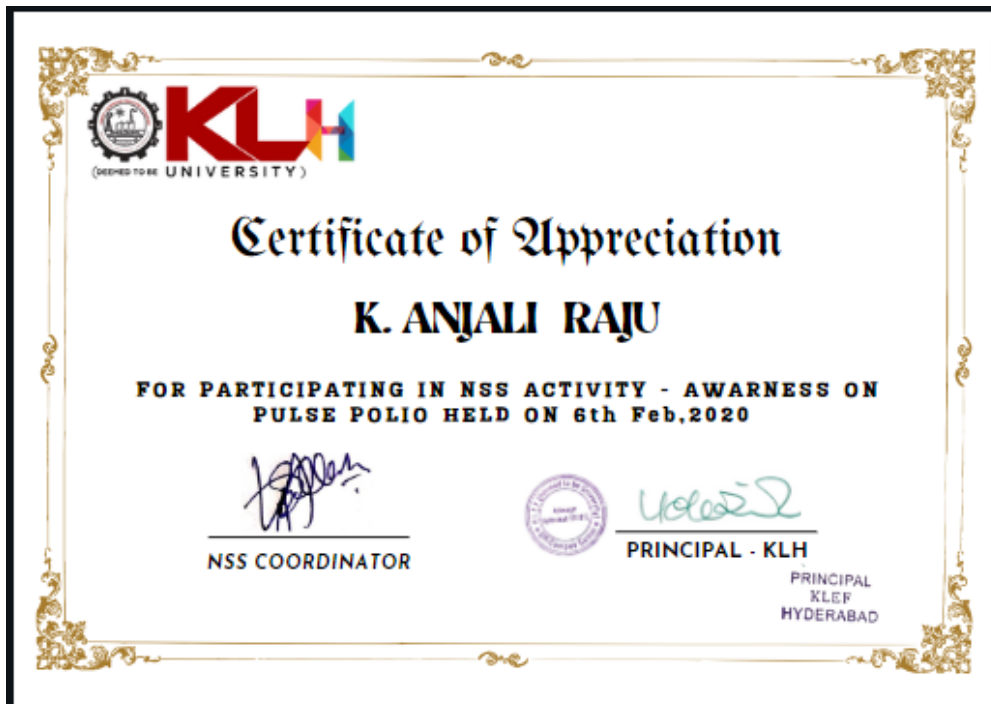 KLH
(DEEMED TO BE UNIVERSITY)
Certificate of Appreciation
K. ANJALI RAJU
FOR PARTICIPATING IN NSS ACTIVITY - AWARNESS ON
PULSE POLIO HELD ON 6th Feb,2020
NSS COORDINATOR
PRINCIPAL - KLH
PRINCIPAL
KLEF
HYDERABAD